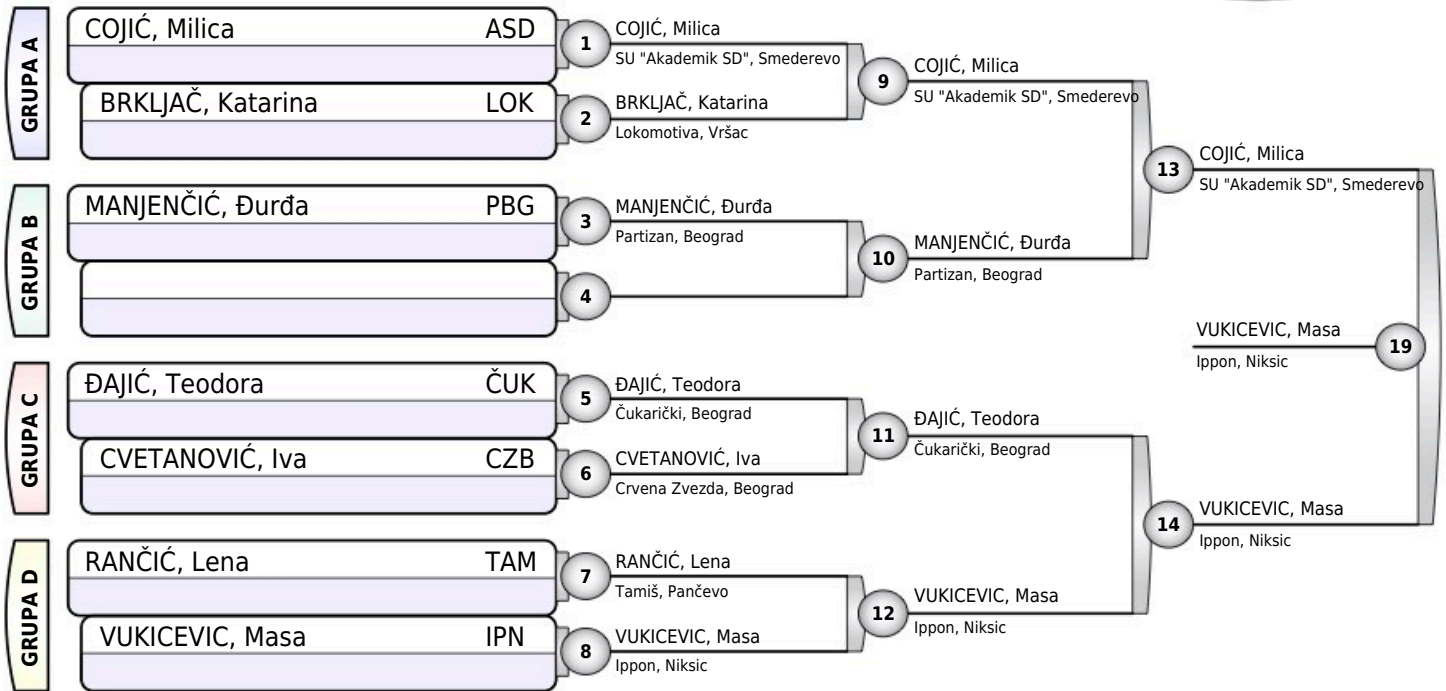 GRUPA A
COJIĆ, Milica ASD
BRKLJAČ, Katarina LOK
1
COJIĆ, Milica
SU "Akademik SD", Smederevo
2
BRKLJAČ, Katarina
Lokomotiva, Vršac
9
COJIĆ, Milica
SU "Akademik SD", Smederevo
GRUPA B
MANJENČIĆ, Đurđa PBG
3
MANJENČIĆ, Đurđa
Partizan, Beograd
4
10
MANJENČIĆ, Đurđa
Partizan, Beograd
13
COJIĆ, Milica
SU "Akademik SD", Smederevo
GRUPA C
ĐAJIĆ, Teodora ČUK
CVETANOVIĆ, Iva CZB
5
ĐAJIĆ, Teodora
Čukarički, Beograd
6
CVETANOVIĆ, Iva
Crvena Zvezda, Beograd
11
ĐAJIĆ, Teodora
Čukarički, Beograd
GRUPA D
RANČIĆ, Lena TAM
VUKICEVIC, Masa IPN
7
RANČIĆ, Lena
Tamiš, Pančevo
8
VUKICEVIC, Masa
Ippon, Niksic
12
VUKICEVIC, Masa
Ippon, Niksic
14
VUKICEVIC, Masa
Ippon, Niksic
VUKICEVIC, Masa
Ippon, Niksic
19